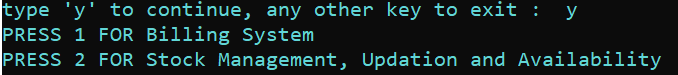 type 'y' to continue, any other key to exit :  y
PRESS 1 FOR Billing System
PRESS 2 FOR Stock Management, Updation and Availability